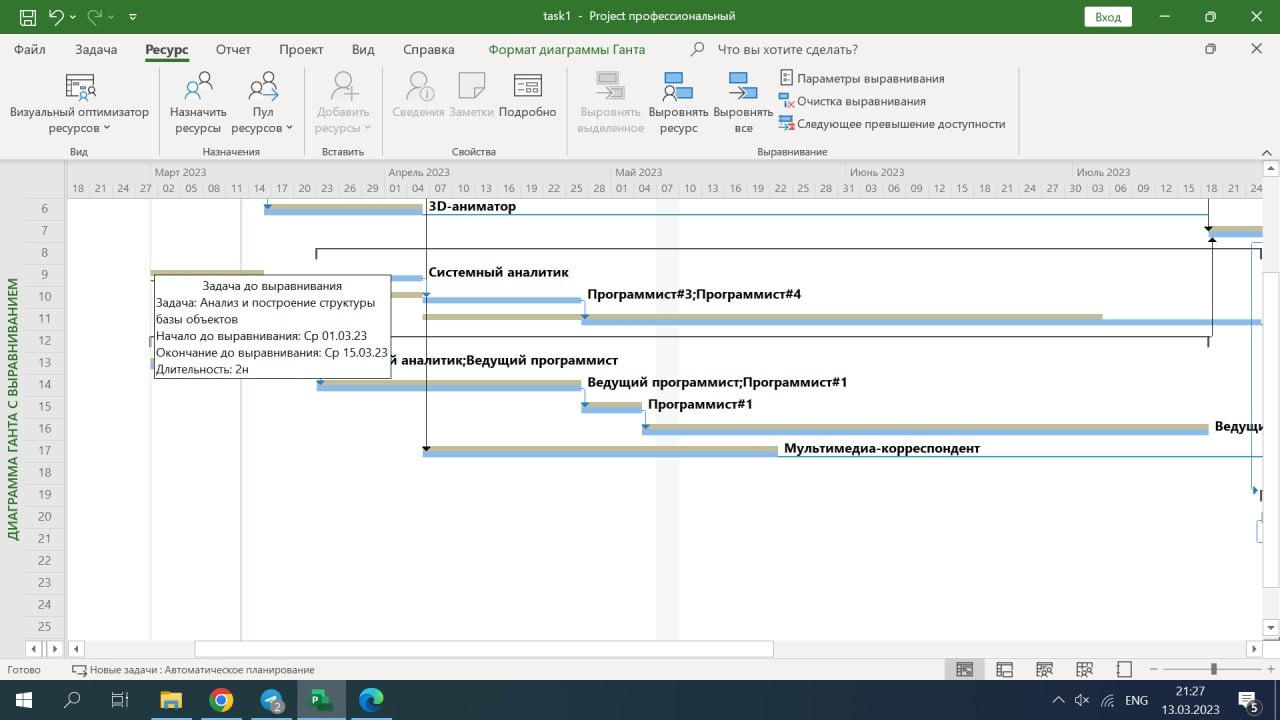 task1 - Project профессиональный
Вход
Файл Задача Ресурс Отчет Проект Вид Справка Формат диаграммы Ганта Что вы хотите сделать?
Визуальный оптимизатор
ресурсов
Назначить
ресурсы
Пул
ресурсов
Добавить
ресурсы
Сведения
Заметки
Подробно
Выровнять
выделенное
Выровнять
ресурс
Выровнять
все
Параметры выравнивания
Очистка выравнивания
Следующее превышение доступности
Вид Назначения Вставить Свойства Выравнивание
Март 2023 Апрель 2023 Май 2023 Июнь 2023 Июль 2023
18 21 24 27 02 05 08 11 14 17 20 23 26 29 01 04 07 10 13 16 19 22 25 28 01 04 07 10 13 16 19 22 25 28 31 03 06 09 12 15 18 21 24 27 30 03 06 09 12 15 18 21 24
ДИАГРАММА ГАНТА С ВЫРАВНИВАНИЕМ
6 3D-аниматор
7
8
9 Системный аналитик
10 Программист#3;Программист#4
11
12
13 й аналитик;Ведущий программист
14 Ведущий программист;Программист#1
15 Программист#1
16 Ведущи
17 Мультимедиа-корреспондент
18
19
20
21
22
23
24
25
Задача до выравнивания
Задача: Анализ и построение структуры
базы объектов
Начало до выравнивания: Ср 01.03.23
Окончание до выравнивания: Ср 15.03.23
Длительность: 2н
Готово Новые задачи : Автоматическое планирование
2
ENG
21:27
13.03.2023
5